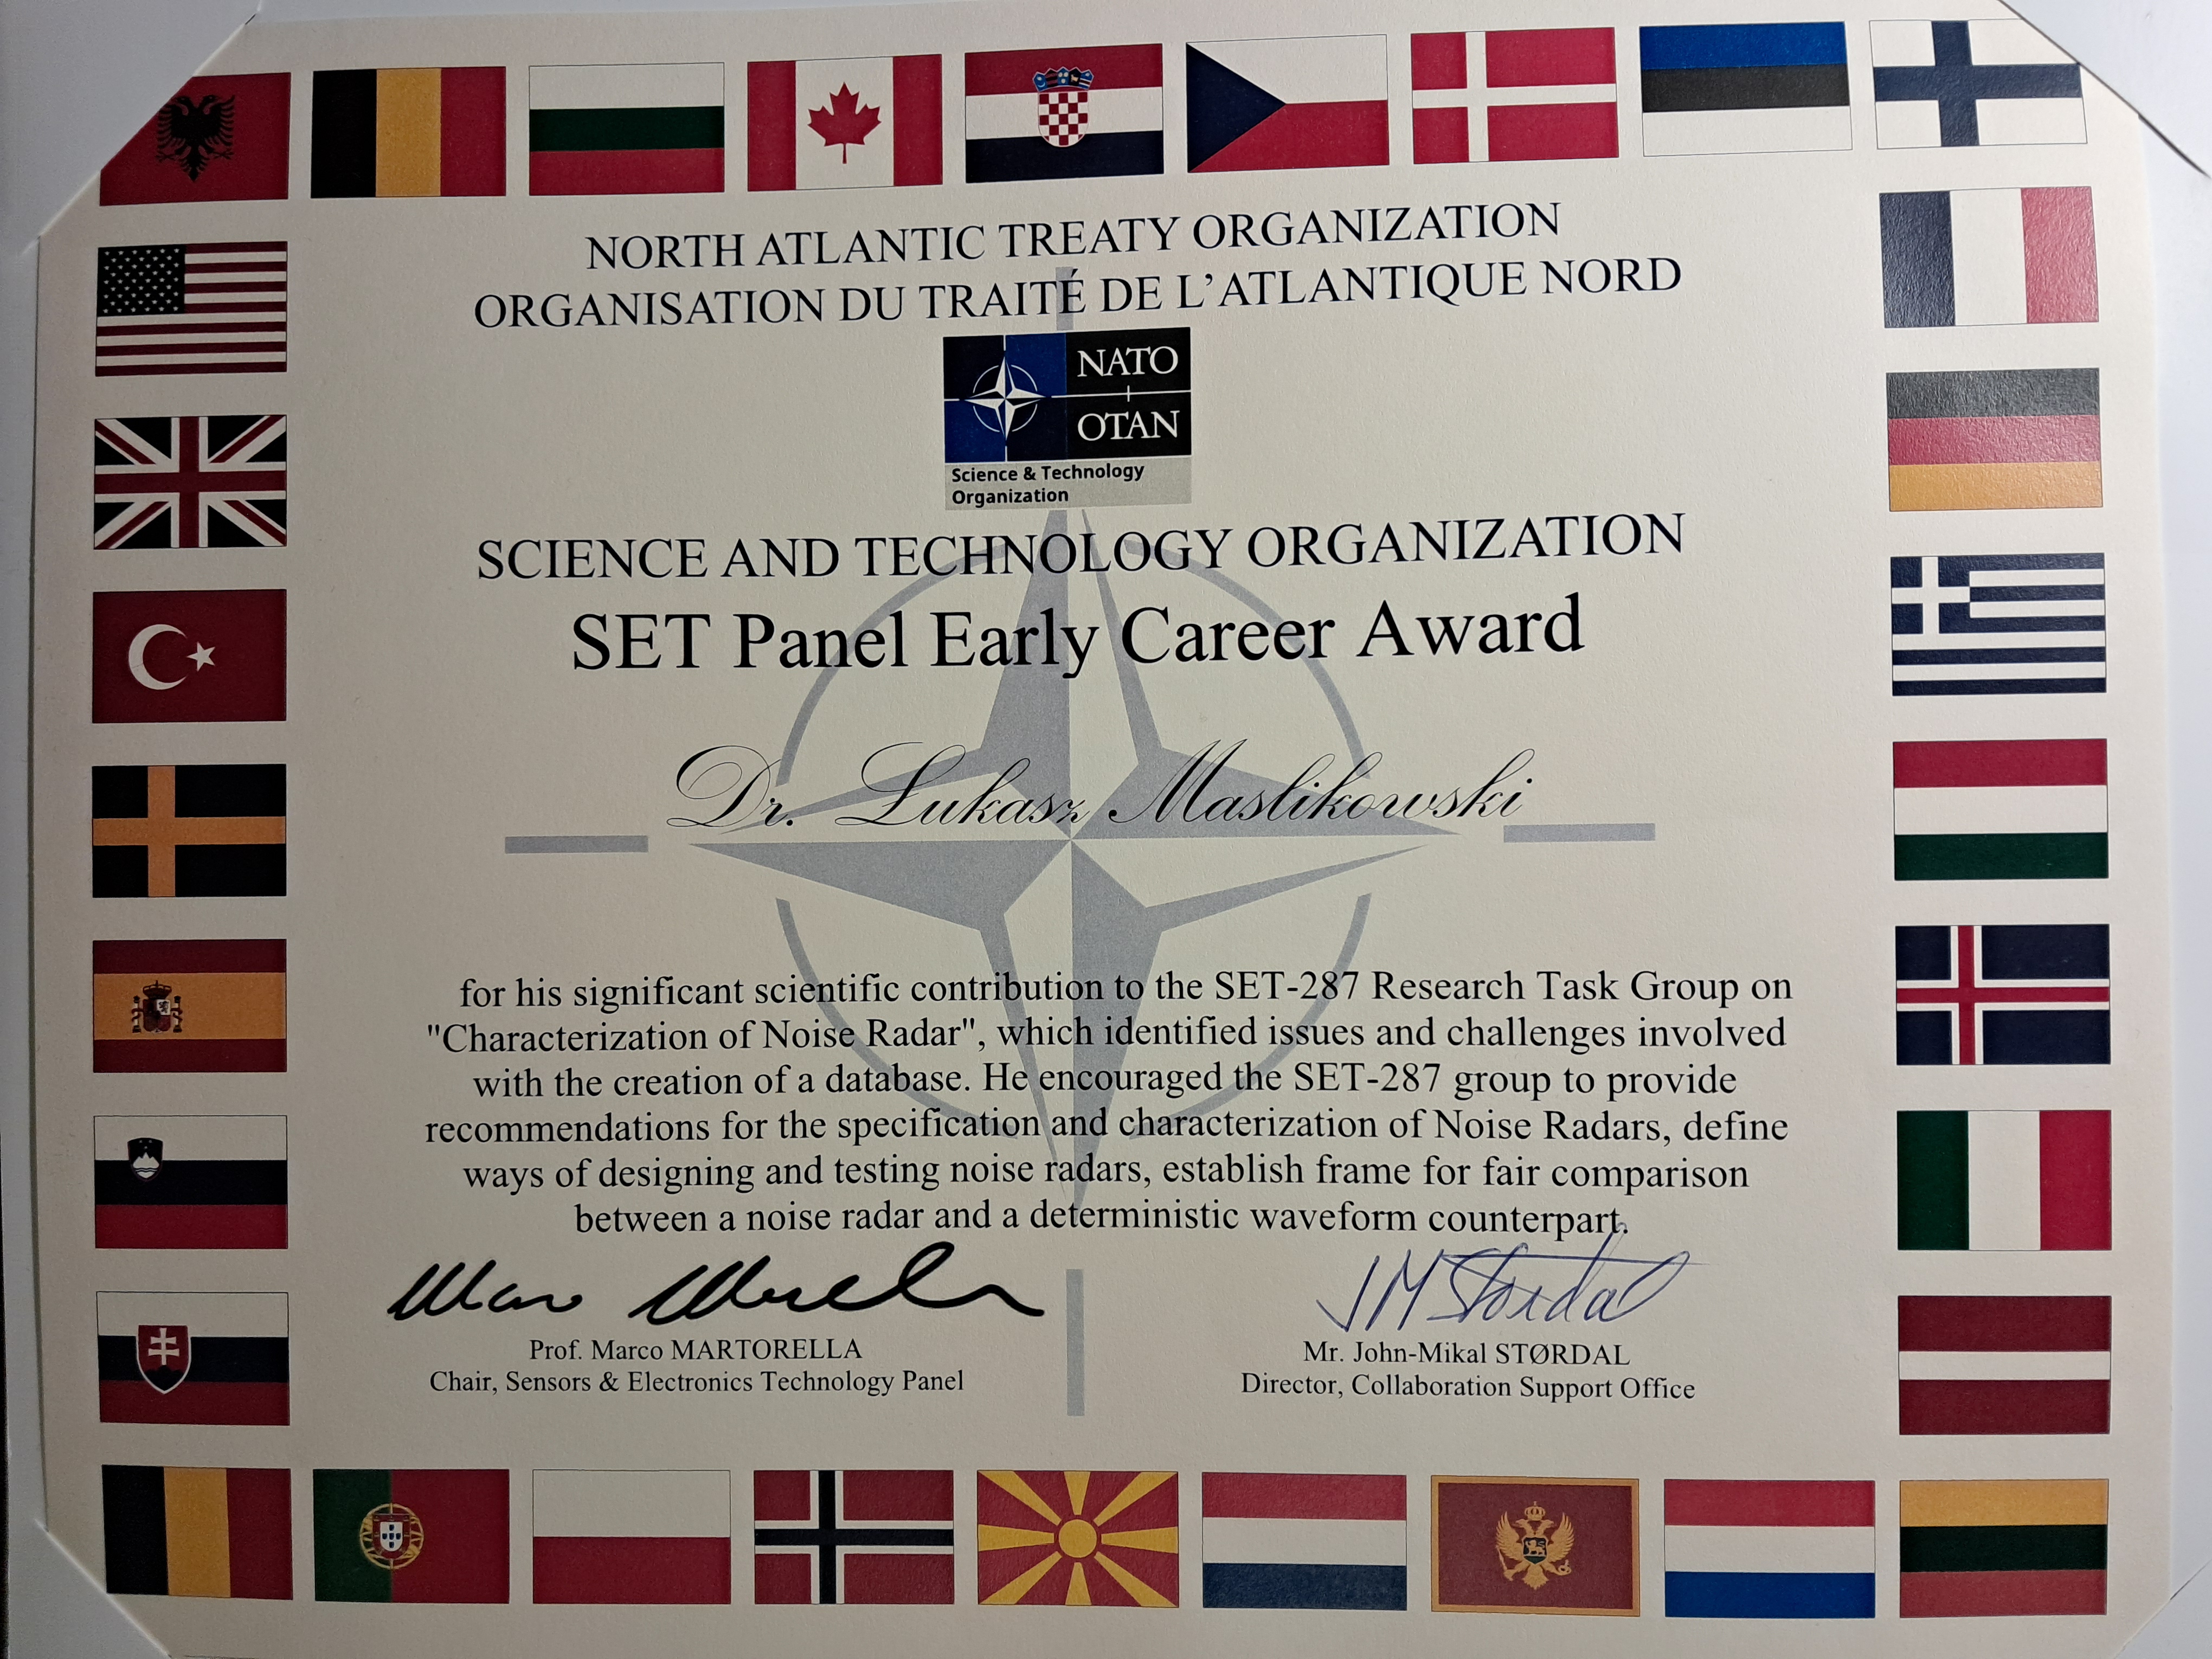 NORTH ATLANTIC TREATY ORGANIZATION
ORGANISATION DU TRAITÉ DE L'ATLANTIQUE NORD
NATO
OTAN
Science & Technology
Organization
SCIENCE AND TECHNOLOGY ORGANIZATION
SET Panel Early Career Award
Dr. Lukasz Maslikowski
for his significant scientific contribution to the SET-287 Research Task Group on
"Characterization of Noise Radar", which identified issues and challenges involved
with the creation of a database. He encouraged the SET-287 group to provide
recommendations for the specification and characterization of Noise Radars, define
ways of designing and testing noise radars, establish frame for fair comparison
between a noise radar and a deterministic waveform counterpart.
JM Stordal
Prof. Marco MARTORELLA
Chair, Sensors & Electronics Technology Panel
Mr. John-Mikal STØRDAL
Director, Collaboration Support Office